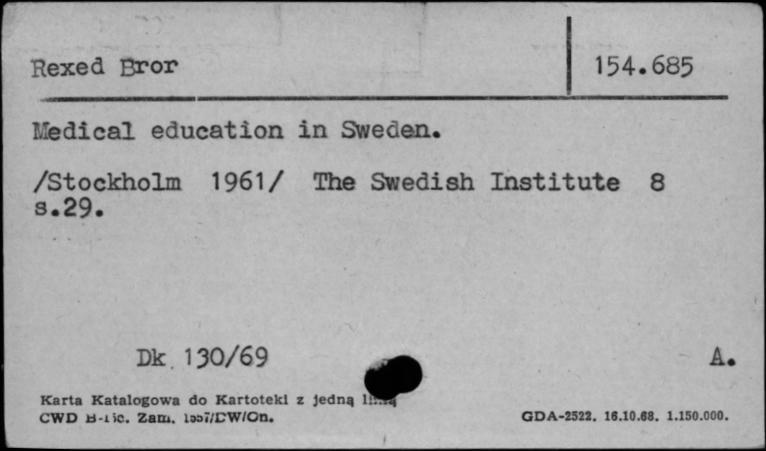 Rexed Bror 154.685
Medical education in Sweden.
/Stockholm 1961/ The Swedish Institute 8
s.29.
Dk. 130/69 A.
Karta Katalogowa do Kartoteki z jedną
CWD Zam. GDA-2522. 16.10.68. 1.150.000.